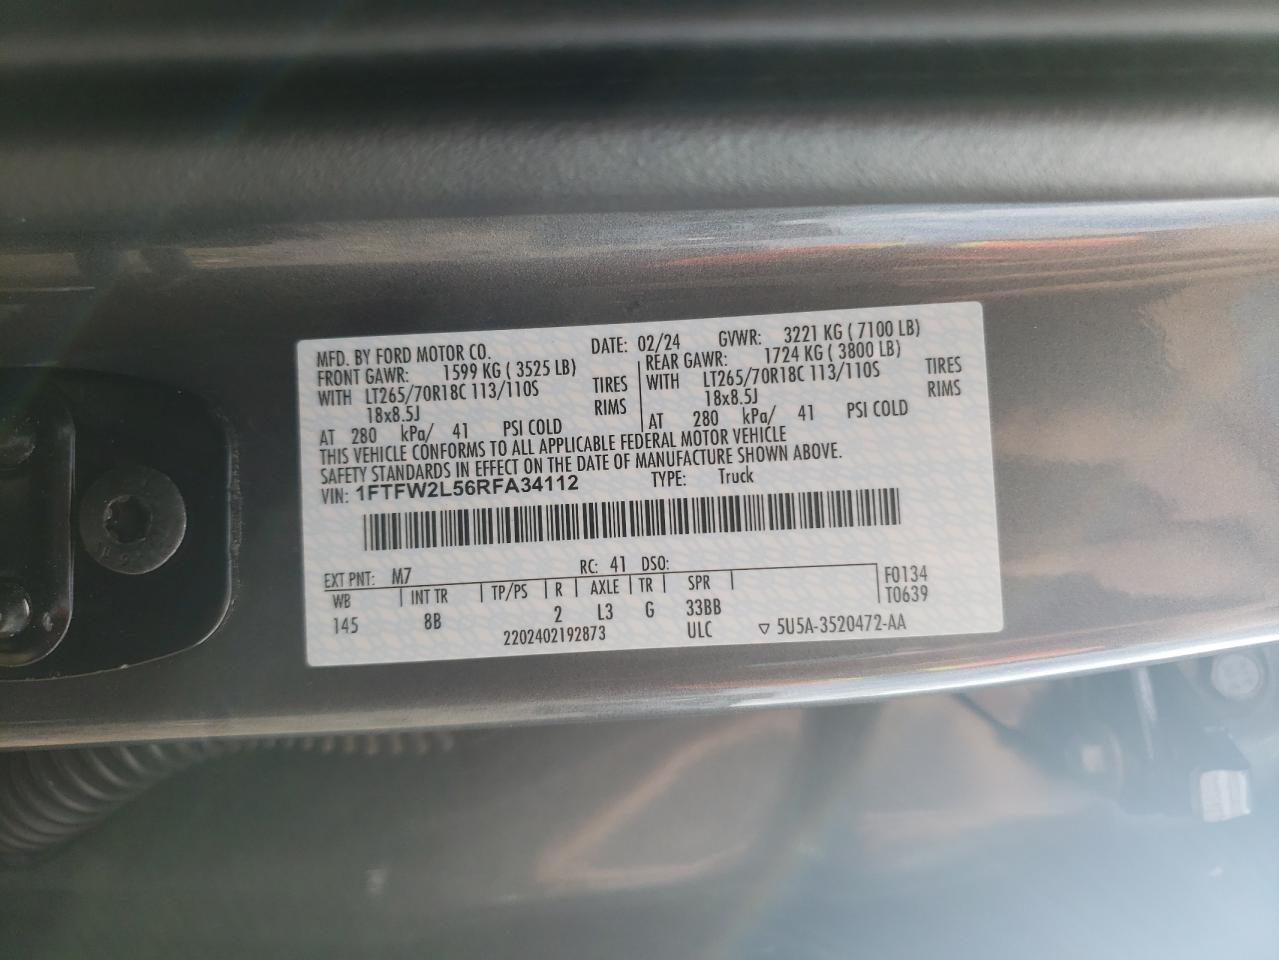 MFD. BY FORD MOTOR CO.
DATE: 02/24 GVWR: 3221 KG ( 7100 LB)
FRONT GAWR: 1599 KG ( 3525 LB)
WITH LT265/70R18C 113/110S TIRES
18x8.5J RIMS
AT 280 kPa/ 41 PSI COLD
REAR GAWR: 1724 KG ( 3800 LB)
WITH LT265/70R18C 113/110S TIRES
18x8.5J RIMS
AT 280 kPa/ 41 PSI COLD
THIS VEHICLE CONFORMS TO ALL APPLICABLE FEDERAL MOTOR VEHICLE
SAFETY STANDARDS IN EFFECT ON THE DATE OF MANUFACTURE SHOWN ABOVE.
VIN: 1FTFW2L56RFA34112 TYPE: Truck
EXT PNT: M7 RC: 41 DSO:
WB INT TR TP/PS R AXLE TR SPR F0134
145 8B 2 L3 G 33BB T0639
2202402192873 ULC ▽ 5U5A-3520472-AA